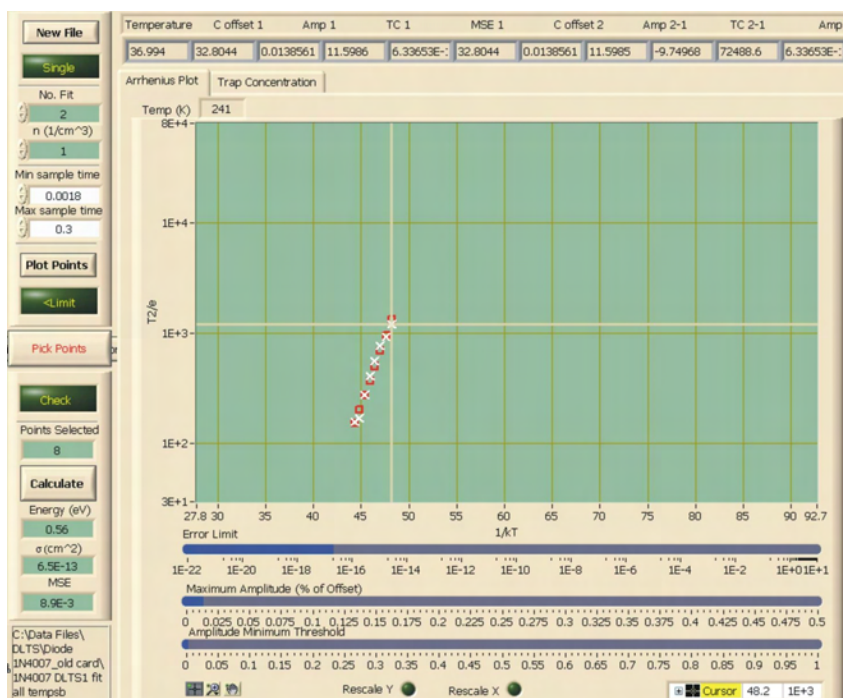 Temperature C offset 1 Amp 1 TC 1 MSE 1 C offset 2 Amp 2-1 TC 2-1 Amp
36.994 32.8044 0.0138561 11.5986 6.33653E-: 32.8044 0.0138561 11.5985 -9.74968 72488.6 6.33653E-:
New File
Single
No. Fit
2
n (1/cm^3)
1
Min sample time
0.0018
Max sample time
0.3
Plot Points
<Limit
Pick Points
Check
Points Selected
8
Calculate
Energy (eV)
0.56
σ(cm^2)
6.5E-13
MSE
8.9E-3
C:\Data Files\
DLTS\Diode
1N4007_old card\
1N4007 DLTS1 fit
all tempsb
Arrhenius Plot Trap Concentration
Temp (K) 241
8E+4
1E+4
1E+3
1E+2
3E+1
T2/e
27.8 30 35 40 45 50 55 60 65 70 75 80 85 90 92.7
1/kT
Error Limit
1E-22 1E-20 1E-18 1E-16 1E-14 1E-12 1E-10 1E-8 1E-6 1E-4 1E-2 1E+01E+1
Maximum Amplitude (% of Offset)
0 0.025 0.05 0.075 0.1 0.125 0.15 0.175 0.2 0.225 0.25 0.275 0.3 0.325 0.35 0.375 0.4 0.425 0.45 0.475 0.5
Amplitude Minimum Threshold
0 0.05 0.1 0.15 0.2 0.25 0.3 0.35 0.4 0.45 0.5 0.55 0.6 0.65 0.7 0.75 0.8 0.85 0.9 0.95 1
Rescale Y Rescale X Cursor 48.2 1E+3